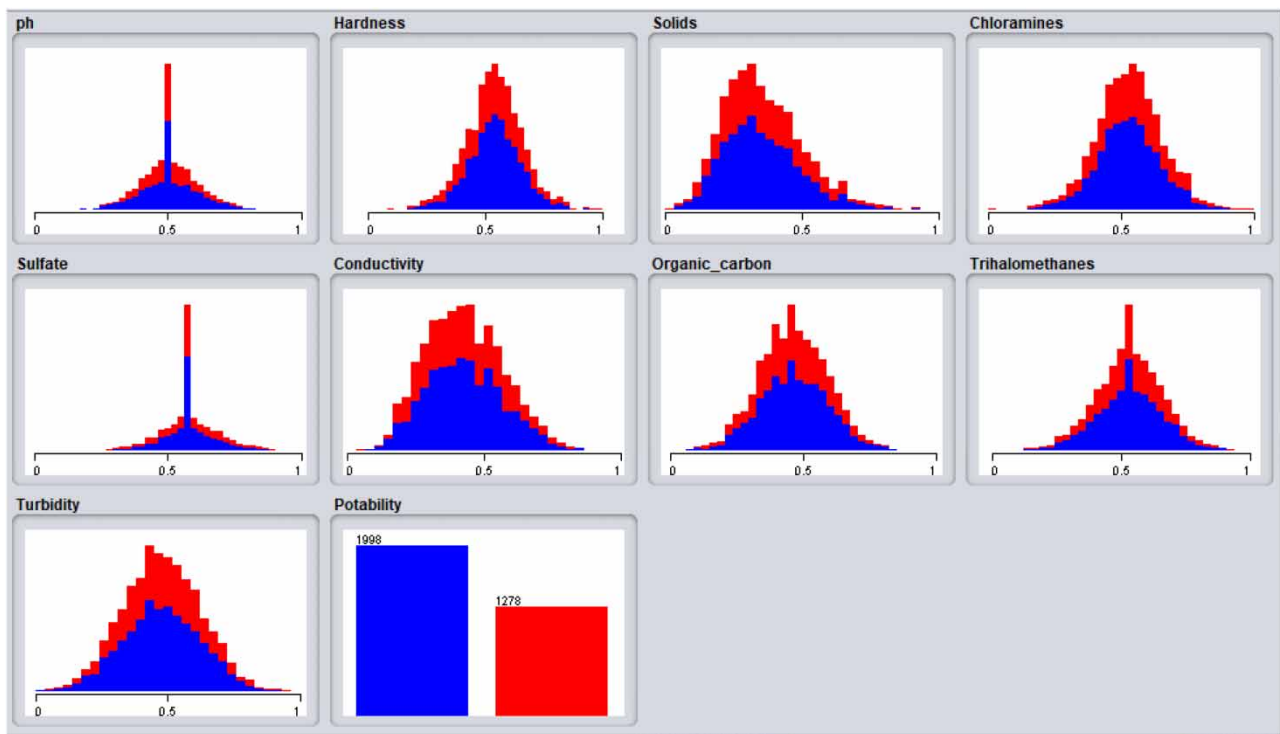 ph
0 0.5 1
Hardness
0 0.5 1
Solids
0 0.5 1
Chloramines
0 0.5 1
Sulfate
0 0.5 1
Conductivity
0 0.5 1
Organic_carbon
0 0.5 1
Trihalomethanes
0 0.5 1
Turbidity
0 0.5 1
Potability
1998
1278